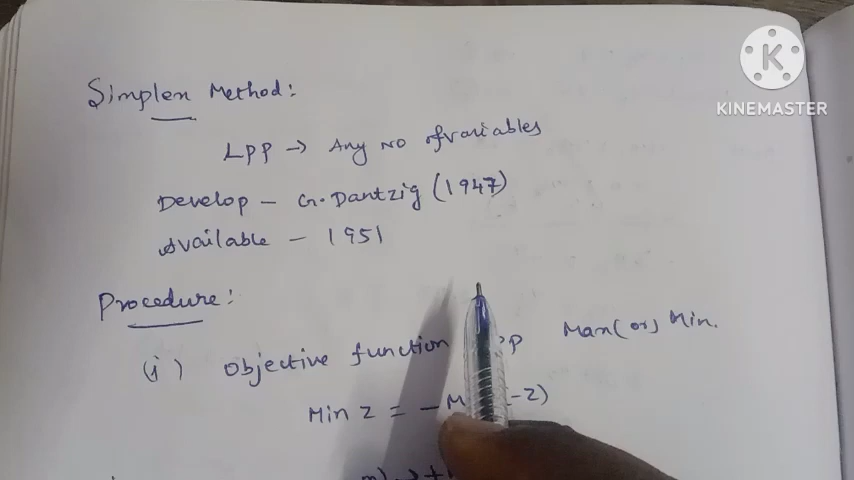 K
KINEMASTER
Simplex Method:
LPP → Any No of variables
Develop – G. Dantzig (1947)
Available – 1951
Procedure:
(i) Objective function Max (or) Min.
Min Z = – -Z)